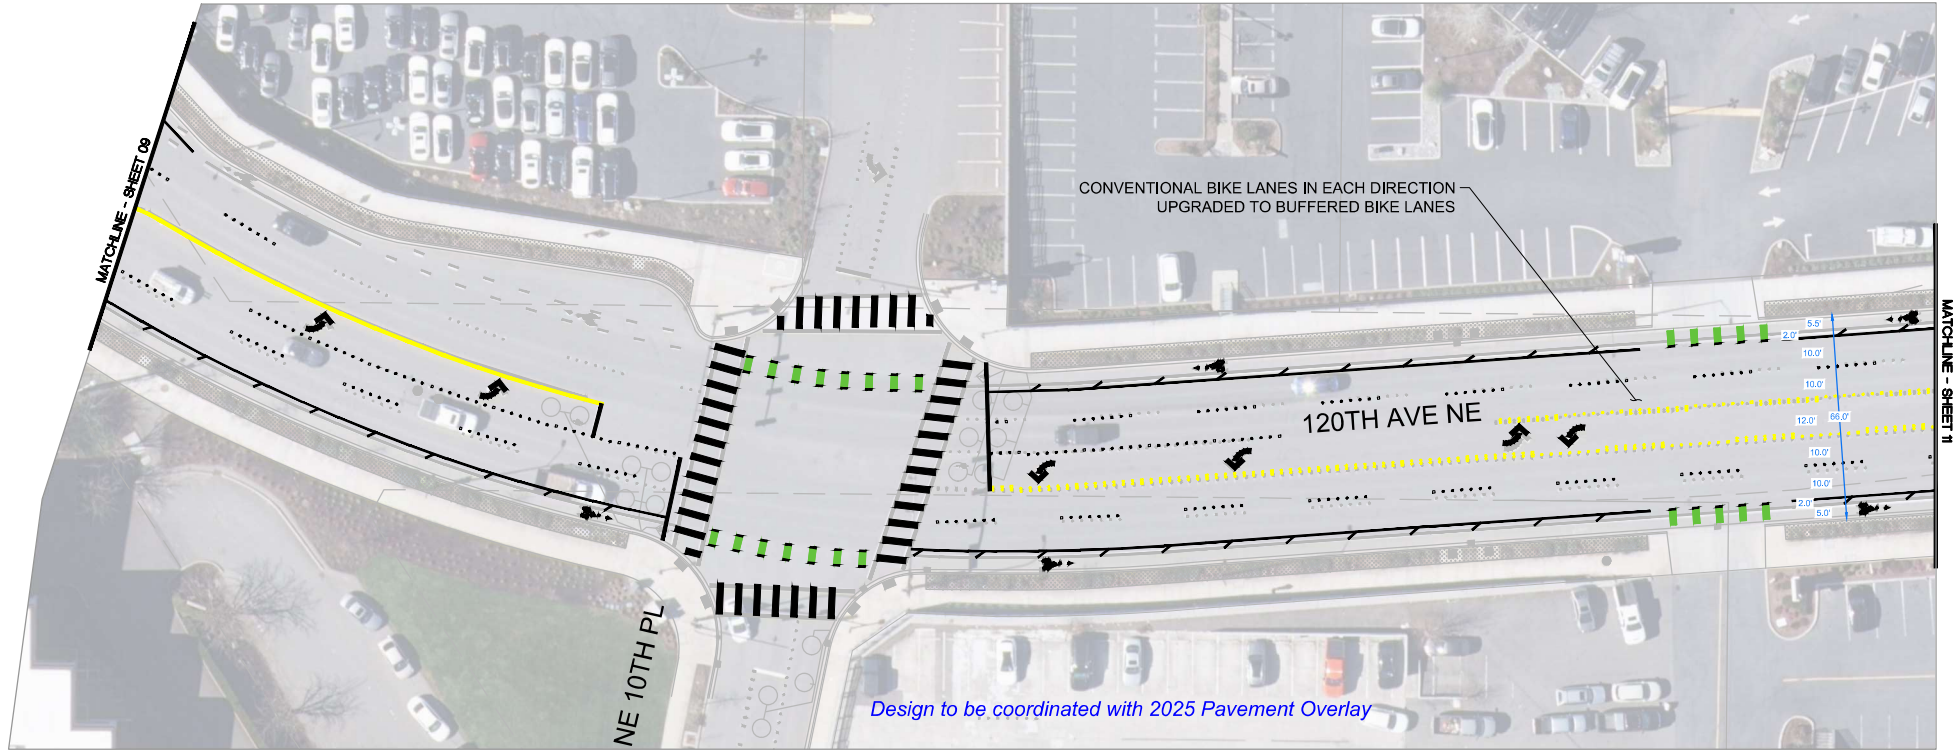 MATCHLINE - SHEET 09
CONVENTIONAL BIKE LANES IN EACH DIRECTION
UPGRADED TO BUFFERED BIKE LANES
MATCHLINE - SHEET 11
5.5'
2.0'
10.0'
10.0'
12.0'
66.0'
10.0'
10.0'
2.0'
5.0'
120TH AVE NE
NE 10TH PL
Design to be coordinated with 2025 Pavement Overlay